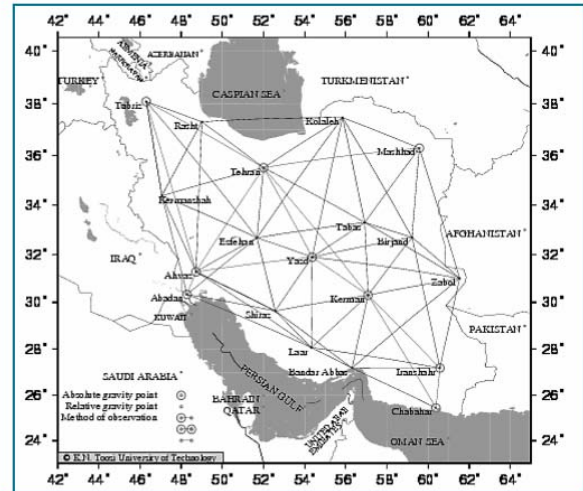 42° 44° 46° 48° 50° 52° 54° 56° 58° 60° 62° 64°
40°
38°
36°
34°
32°
30°
28°
26°
24°
40°
38°
36°
34°
32°
30°
28°
26°
24°
ARMENIA
AZERBAIJAN
TURKEY
CASPIAN SEA
TURKMENISTAN
Tabriz
Rasht
Kolaleh
Mashhad
Tehran
Kermanshah
Tabas
Esfehan
Birjand
AFGHANISTAN
IRAQ
Yazd
Ahvaz
Zabol
Abadan
Kerman
KUWAIT
Shiraz
PAKISTAN
Laar
Bandar Abbas
Iranshahr
SAUDI ARABIA
PERSIAN GULF
Absolute gravity point
Relative gravity point
BAHRAIN
Chabahar
Method of observation
QATAR
UNITED ARAB
EMIRATES
OMAN SEA
© K.N. Toosi University of Technology
42° 44° 46° 48° 50° 52° 54° 56° 58° 60° 62° 64°